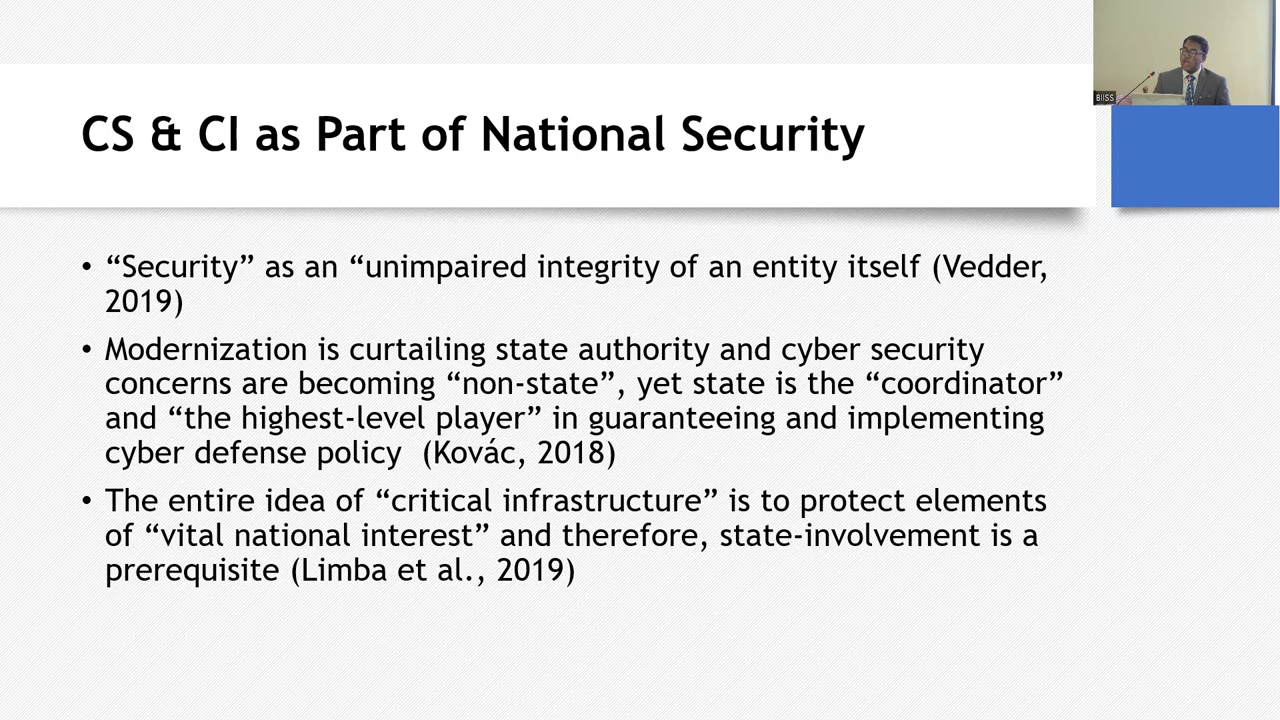 CS & CI as Part of National Security
BIISS
• “Security” as an “unimpaired integrity of an entity itself (Vedder,
2019)
• Modernization is curtailing state authority and cyber security
concerns are becoming “non-state”, yet state is the “coordinator”
and “the highest-level player” in guaranteeing and implementing
cyber defense policy  (Kovác, 2018)
• The entire idea of “critical infrastructure” is to protect elements
of “vital national interest” and therefore, state-involvement is a
prerequisite (Limba et al., 2019)